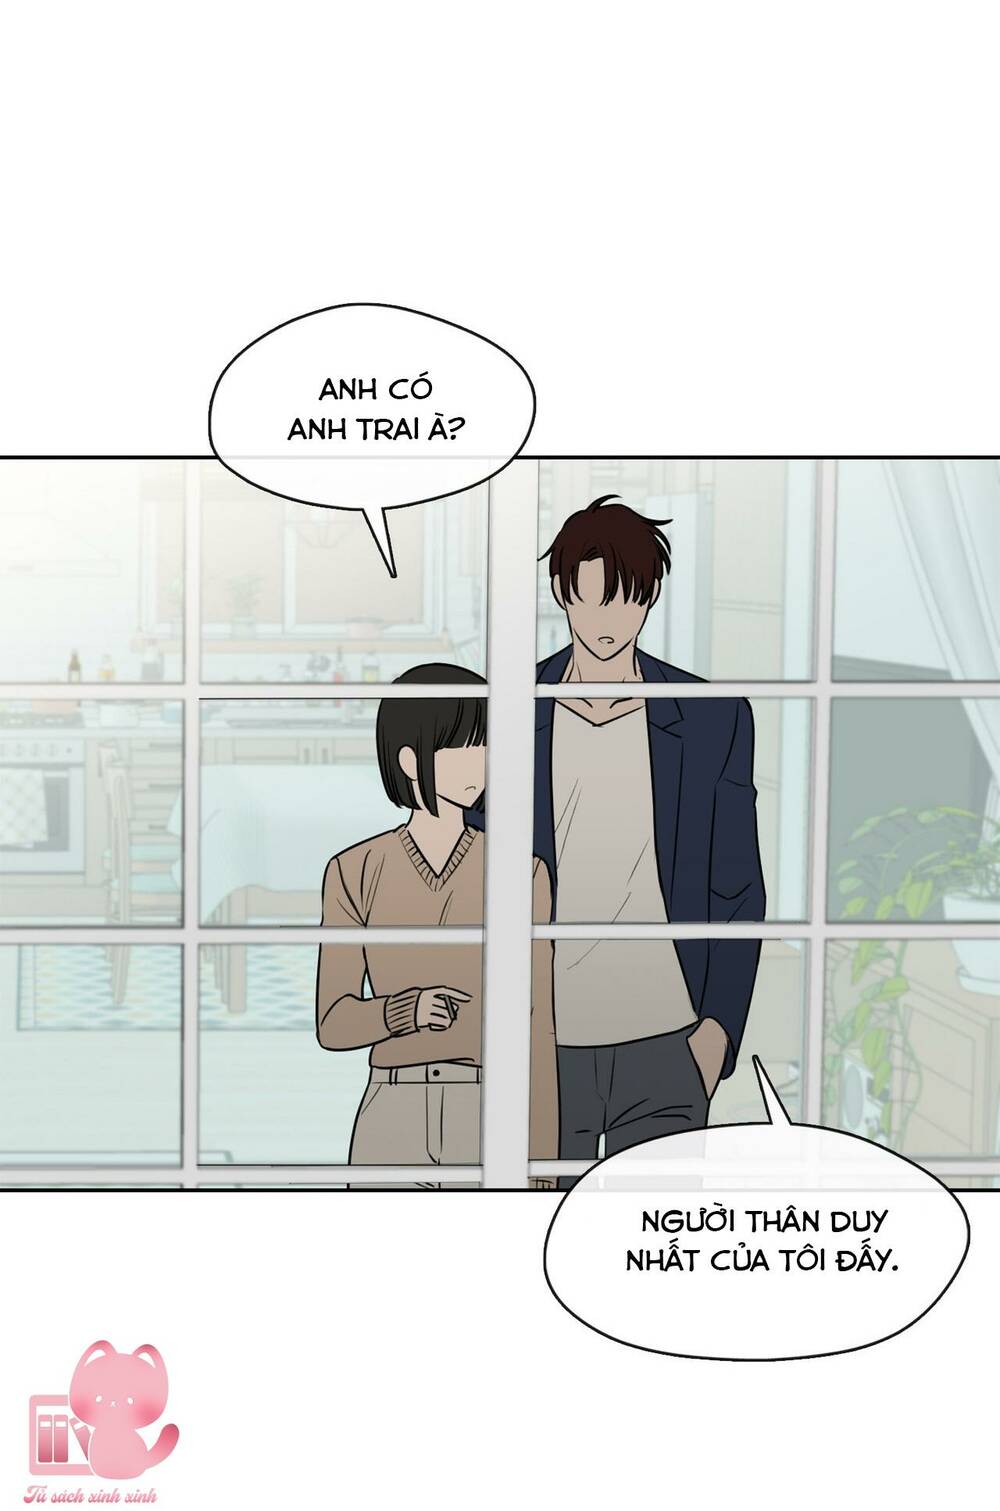 ANH CÓ
ANH TRAI À?
NGƯỜI THÂN DUY
NHẤT CỦA TÔI ĐẤY.
Tủ sách xinh xinh